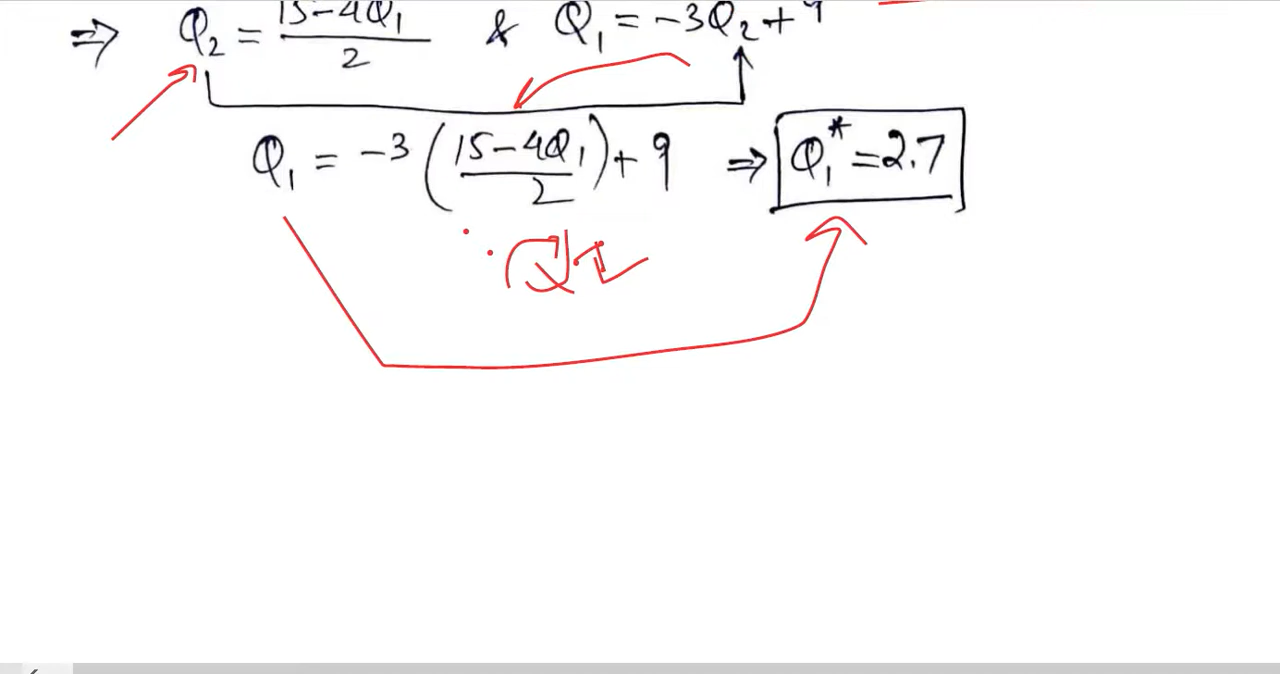 ⇒ Q₂ = (15-4Q₁)/2 & Q₁ = -3Q₂ + 9
Q₁ = -3 ((15-4Q₁)/2) + 9 ⇒ Q₁* = 2.7